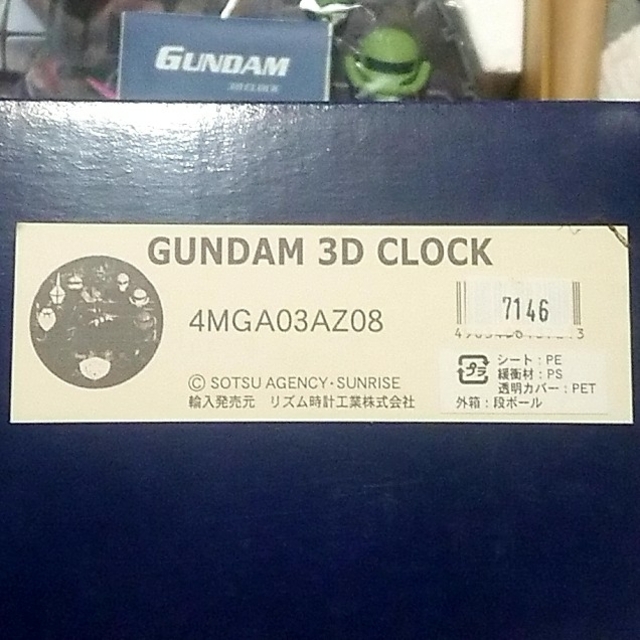 GUNDAM
GUNDAM 3D CLOCK
4MGA03AZ08
7146
プラ
シート:PE
緩衝材:PS
透明カバー:PET
外箱:段ボール
© SOTSU AGENCY・SUNRISE
輸入発売元 リズム時計工業株式会社